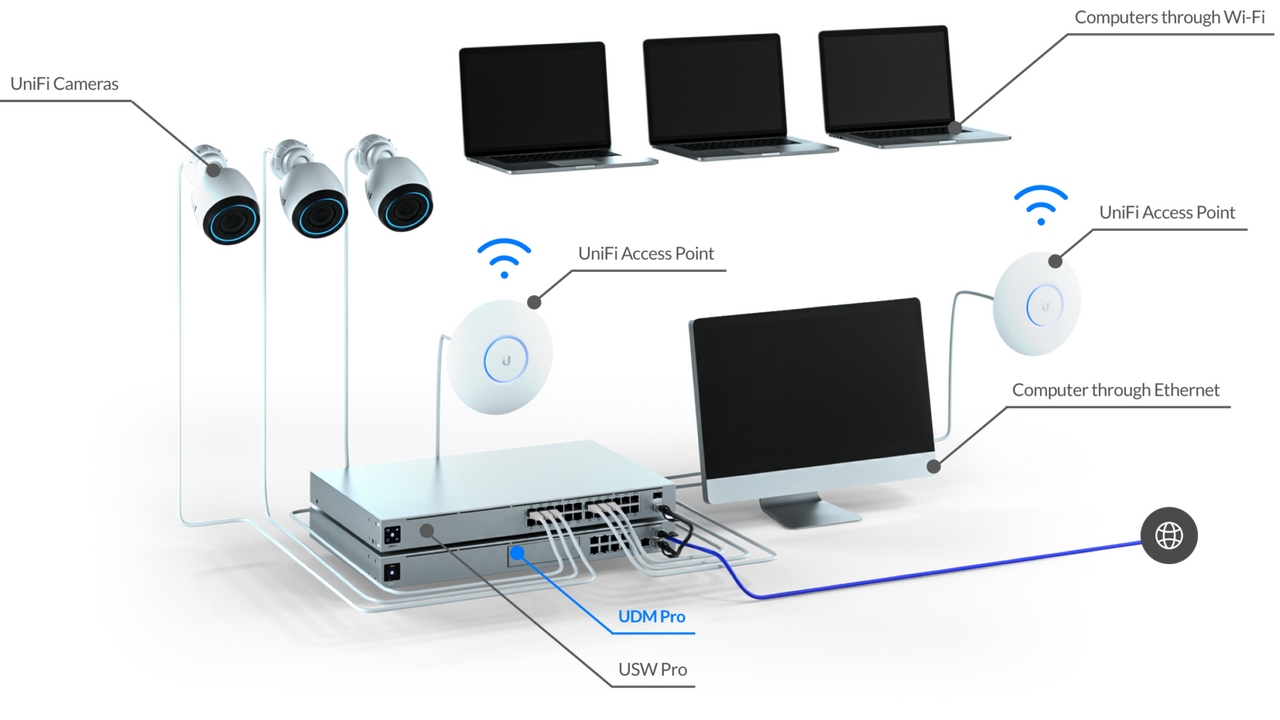 Computers through Wi-Fi
UniFi Cameras
UniFi Access Point
UniFi Access Point
Computer through Ethernet
UDM Pro
USW Pro